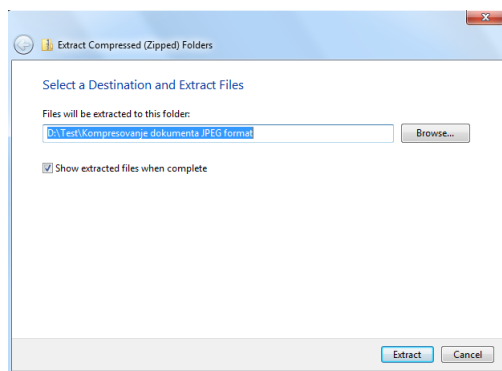 Extract Compressed (Zipped) Folders
Select a Destination and Extract Files
Files will be extracted to this folder:
D:\Test\Kompresovanje dokumenta JPEG format
Browse...
Show extracted files when complete
Extract
Cancel